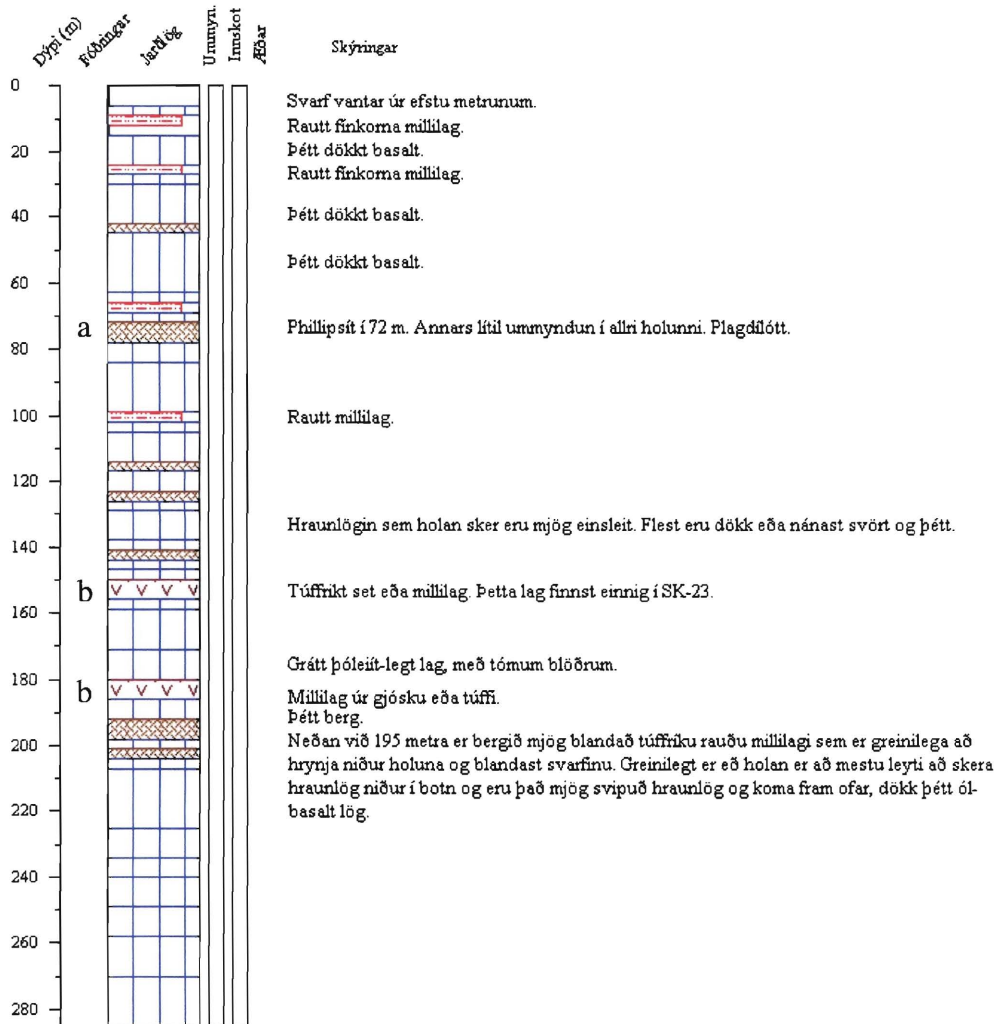 Dýpi (m) Fóðringar Jarðlög Ummyn. Innskot Æðar Skýringar
0
Svarf vantar úr efstu metrunum.
Rautt fínkorna millilag.
20 Þétt dökkt basalt.
Rautt fínkorna millilag.
40 Þétt dökkt basalt.
Þétt dökkt basalt.
60
a Phillipsít í 72 m. Annars lítil ummyndun í allri holunni. Plagdílótt.
80
100 Rautt millilag.
120
Hraunlögin sem holan sker eru mjög einsleit. Flest eru dökk eða nánast svört og þétt.
140
b Túffríkt set eða millilag. Þetta lag finnst einnig í SK-23.
160
Grátt þóleiít-legt lag, með tómum blöðrum.
180 b Millilag úr gjósku eða túffi.
Þétt berg.
200 Neðan við 195 metra er bergið mjög blandað túffríku rauðu millilagi sem er greinilega að
hrynja niður holuna og blandast svarfinu. Greinilegt er eð holan er að mestu leyti að skera
hraunlög niður í botn og eru það mjög svipuð hraunlög og koma fram ofar, dökk þétt ól-
220 basalt lög.
240
260
280